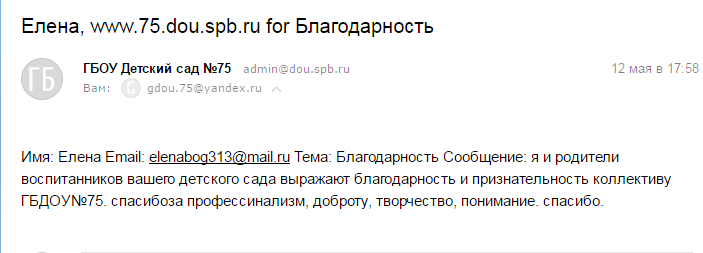 Елена, www.75.dou.spb.ru for Благодарность
ГБОУ Детский сад №75 admin@dou.spb.ru 12 мая в 17:58
ГБ
Вам: G gdou.75@yandex.ru
Имя: Елена Email: elenabog313@mail.ru Тема: Благодарность Сообщение: я и родители
воспитанников вашего детского сада выражают благодарность и признательность коллективу
ГБДОУ№75. спасибоза профессинализм, доброту, творчество, понимание. спасибо.